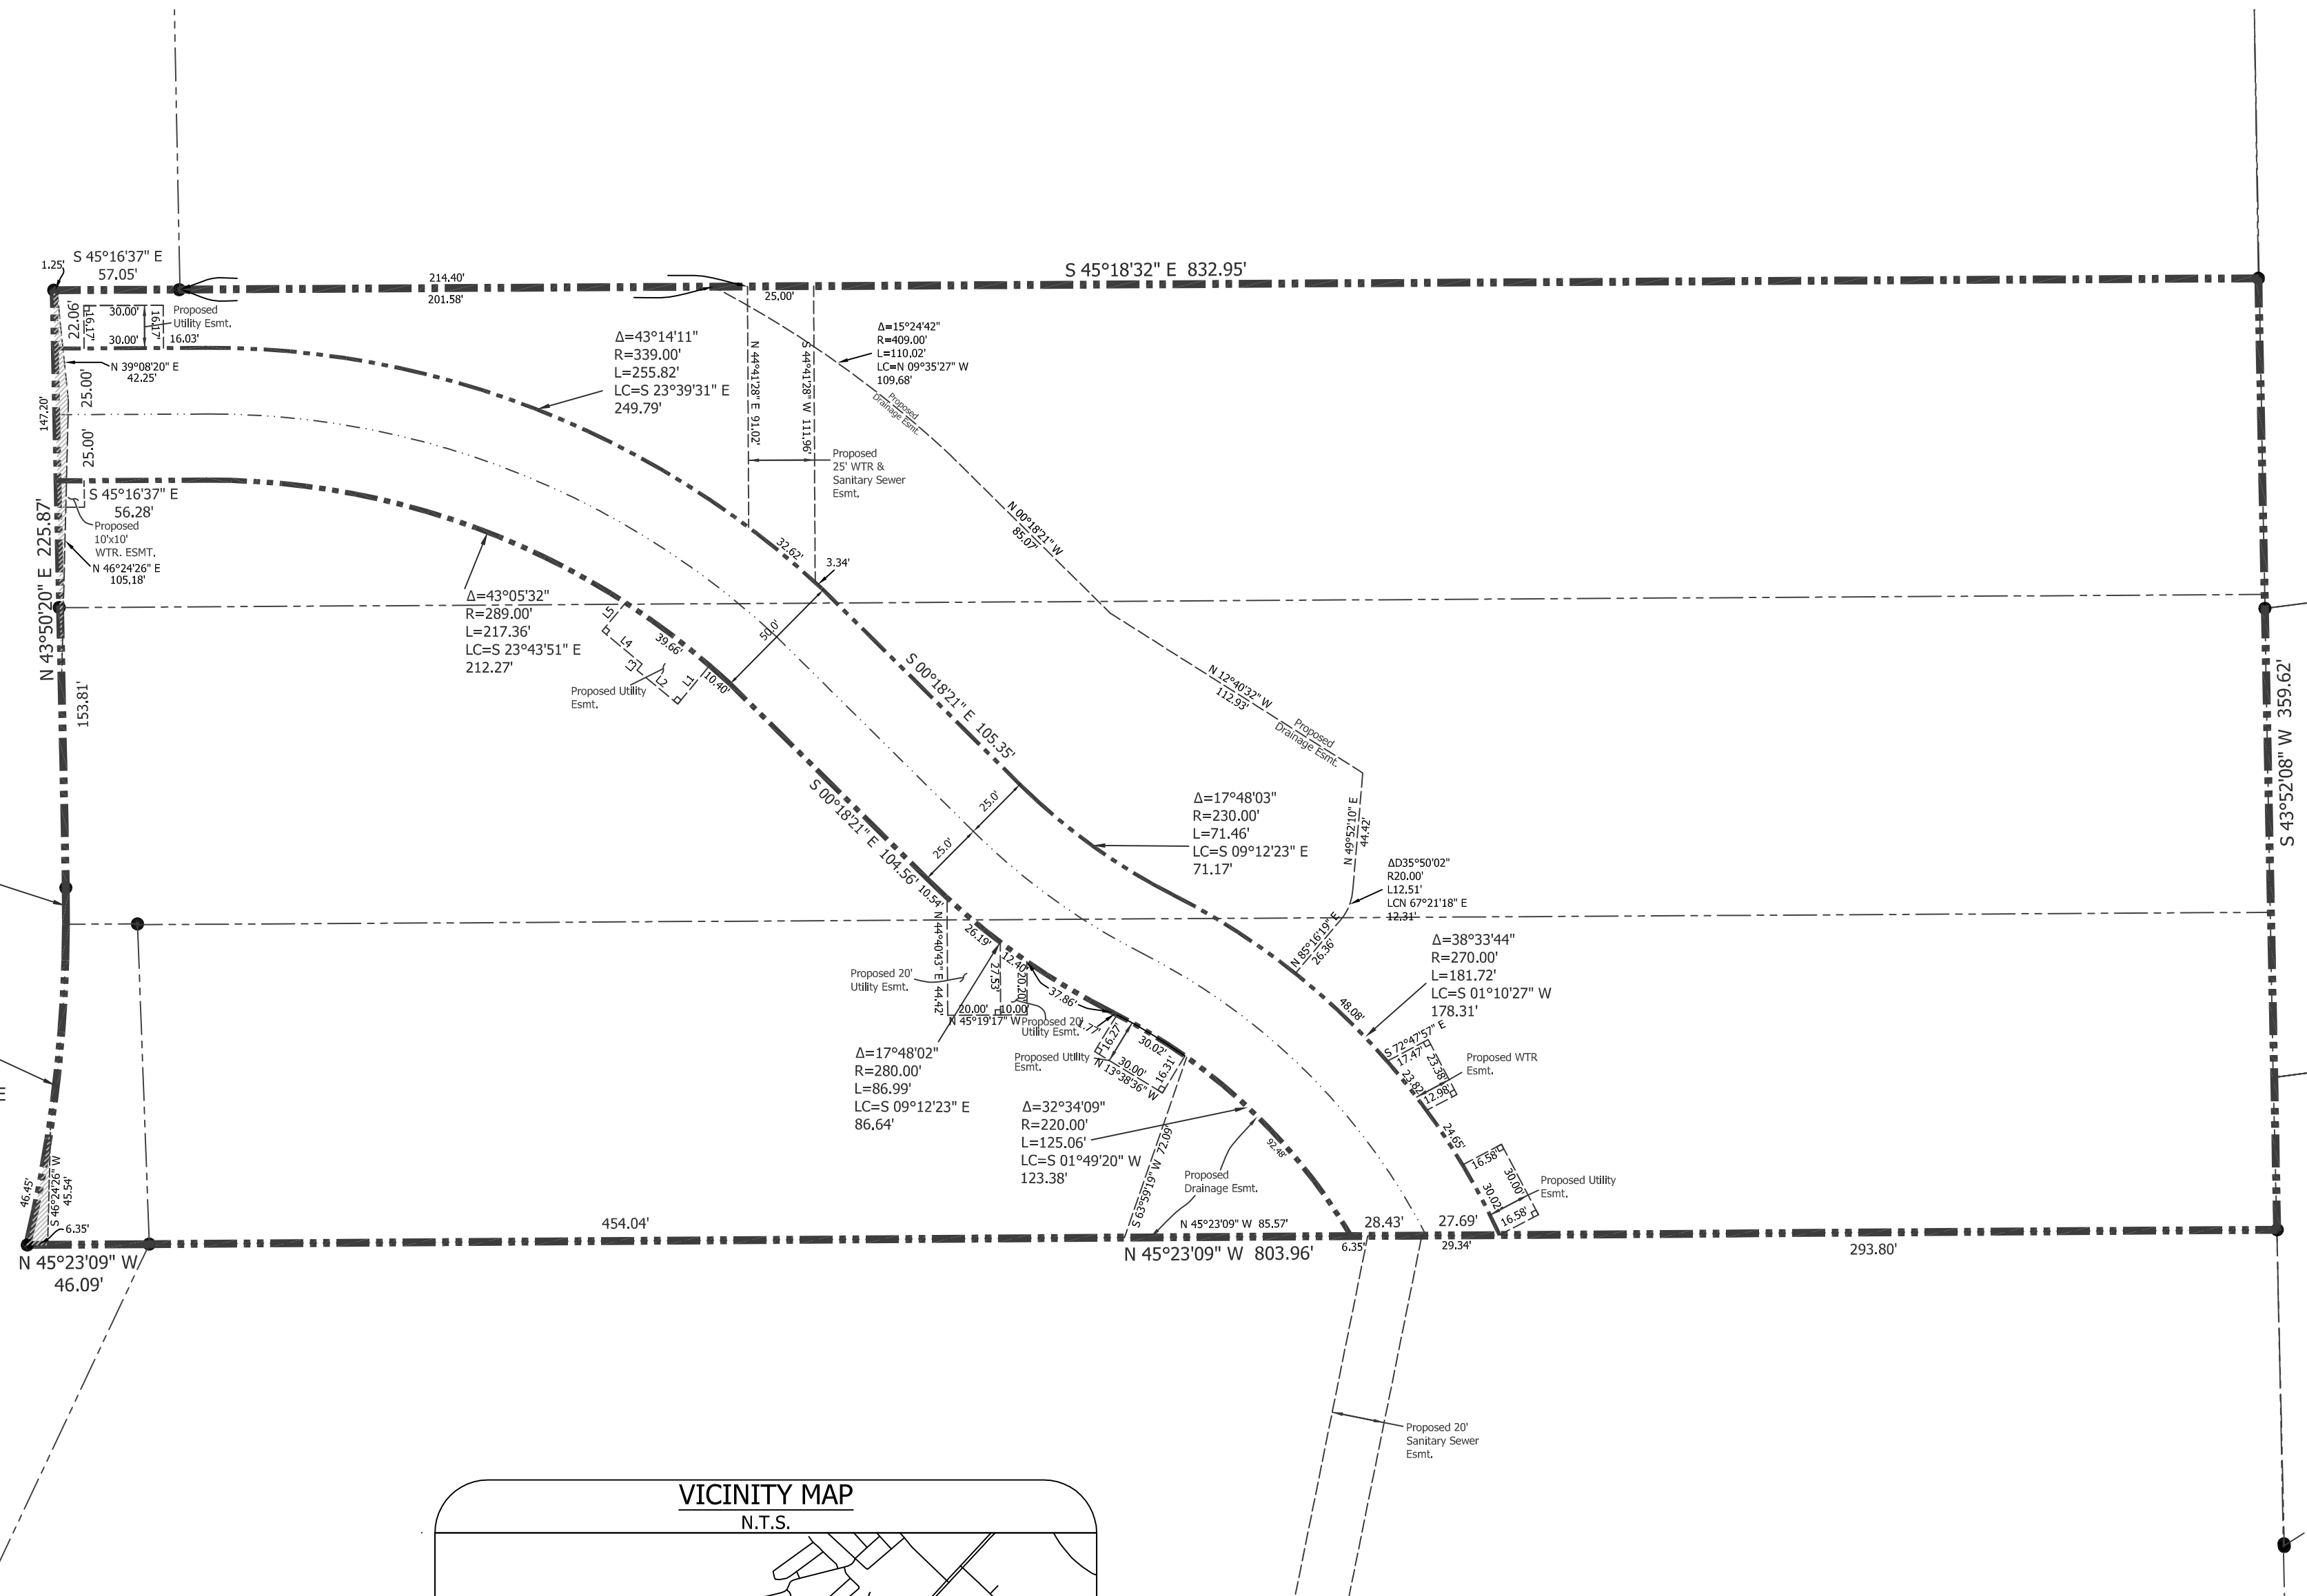 S 45°16'37" E
57.05'
1.25'
214.40'
201.58'
25.00'
S 45°18'32" E  832.95'
22.06'
16.17'
30.00'
16.17'
30.00'
16.03'
Proposed
Utility Esmt.
N 39°08'20" E
42.25'
25.00'
25.00'
147.20'
Δ=43°14'11"
R=339.00'
L=255.82'
LC=S 23°39'31" E
249.79'
N 44°41'28" E  91.02'
S 44°41'28" W  111.96'
Δ=15°24'42"
R=409.00'
L=110.02'
LC=N 09°35'27" W
109.68'
Proposed
Drainage Esmt.
Proposed
25' WTR &
Sanitary Sewer
Esmt.
S 45°16'37" E
56.28'
Proposed
10'x10'
WTR. ESMT.
N 46°24'26" E
105.18'
N 43°50'20" E  225.87'
153.81'
N 00°18'21" W
85.07'
32.62'
3.34'
Δ=43°05'32"
R=289.00'
L=217.36'
LC=S 23°43'51" E
212.27'
L5
L4
L3
L2
L1
39.66'
10.40'
50.0'
Proposed Utility
Esmt.
S 00°18'21" E  105.35'
N 12°40'32" W
112.93'
Proposed
Drainage Esmt.
S 43°52'08" W  359.62'
S 00°18'21" E  104.56'
25.0'
25.0'
Δ=17°48'03"
R=230.00'
L=71.46'
LC=S 09°12'23" E
71.17'
N 49°52'10" E
44.42'
ΔD35°50'02"
R20.00'
L12.51'
LCN 67°21'18" E
12.31'
N 85°16'19" E
26.36'
10.54'
26.19'
12.40'
N 44°40'43" E  44.42'
27.53'
20.20'
37.86'
Proposed 20'
Utility Esmt.
20.00'
10.00'
N 45°19'17" W
Proposed 20'
Utility Esmt.
1.77'
16.27'
30.02'
30.00'
16.31'
N 13°38'36" W
Proposed Utility
Esmt.
Δ=38°33'44"
R=270.00'
L=181.72'
LC=S 01°10'27" W
178.31'
48.08'
S 72°47'57" E
17.47'
23.38'
23.82'
12.98'
Proposed WTR
Esmt.
Δ=17°48'02"
R=280.00'
L=86.99'
LC=S 09°12'23" E
86.64'
Δ=32°34'09"
R=220.00'
L=125.06'
LC=S 01°49'20" W
123.38'
E
24.65'
16.58'
30.00'
30.02'
16.58'
Proposed Utility
Esmt.
92.48'
S 63°59'19" W  72.09'
Proposed
Drainage Esmt.
46.45'
S 46°24'26" W
45.54'
6.35'
454.04'
N 45°23'09" W  85.57'
28.43'
27.69'
6.35'
29.34'
293.80'
N 45°23'09" W
46.09'
N 45°23'09" W  803.96'
Proposed 20'
Sanitary Sewer
Esmt.
VICINITY MAP
N.T.S.